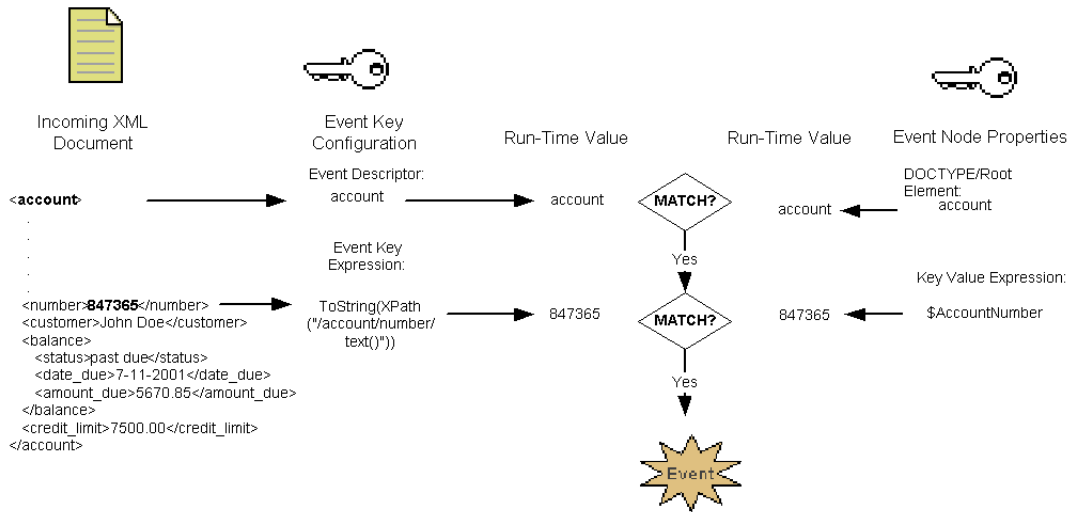 Incoming XML
Document
Event Key
Configuration
Run-Time Value
Run-Time Value
Event Node Properties
<account>
.
.
.
.
.
<number>847365</number>
<customer>John Doe</customer>
<balance>
<status>past due</status>
<date_due>7-11-2001</date_due>
<amount_due>5670.85</amount_due>
</balance>
<credit_limit>7500.00</credit_limit>
</account>
Event Descriptor:
account
Event Key
Expression:
ToString(XPath
("/account/number/
text()"))
account
847365
MATCH?
Yes
MATCH?
Yes
Event
account
847365
DOCTYPE/Root
Element:
account
Key Value Expression:
$AccountNumber